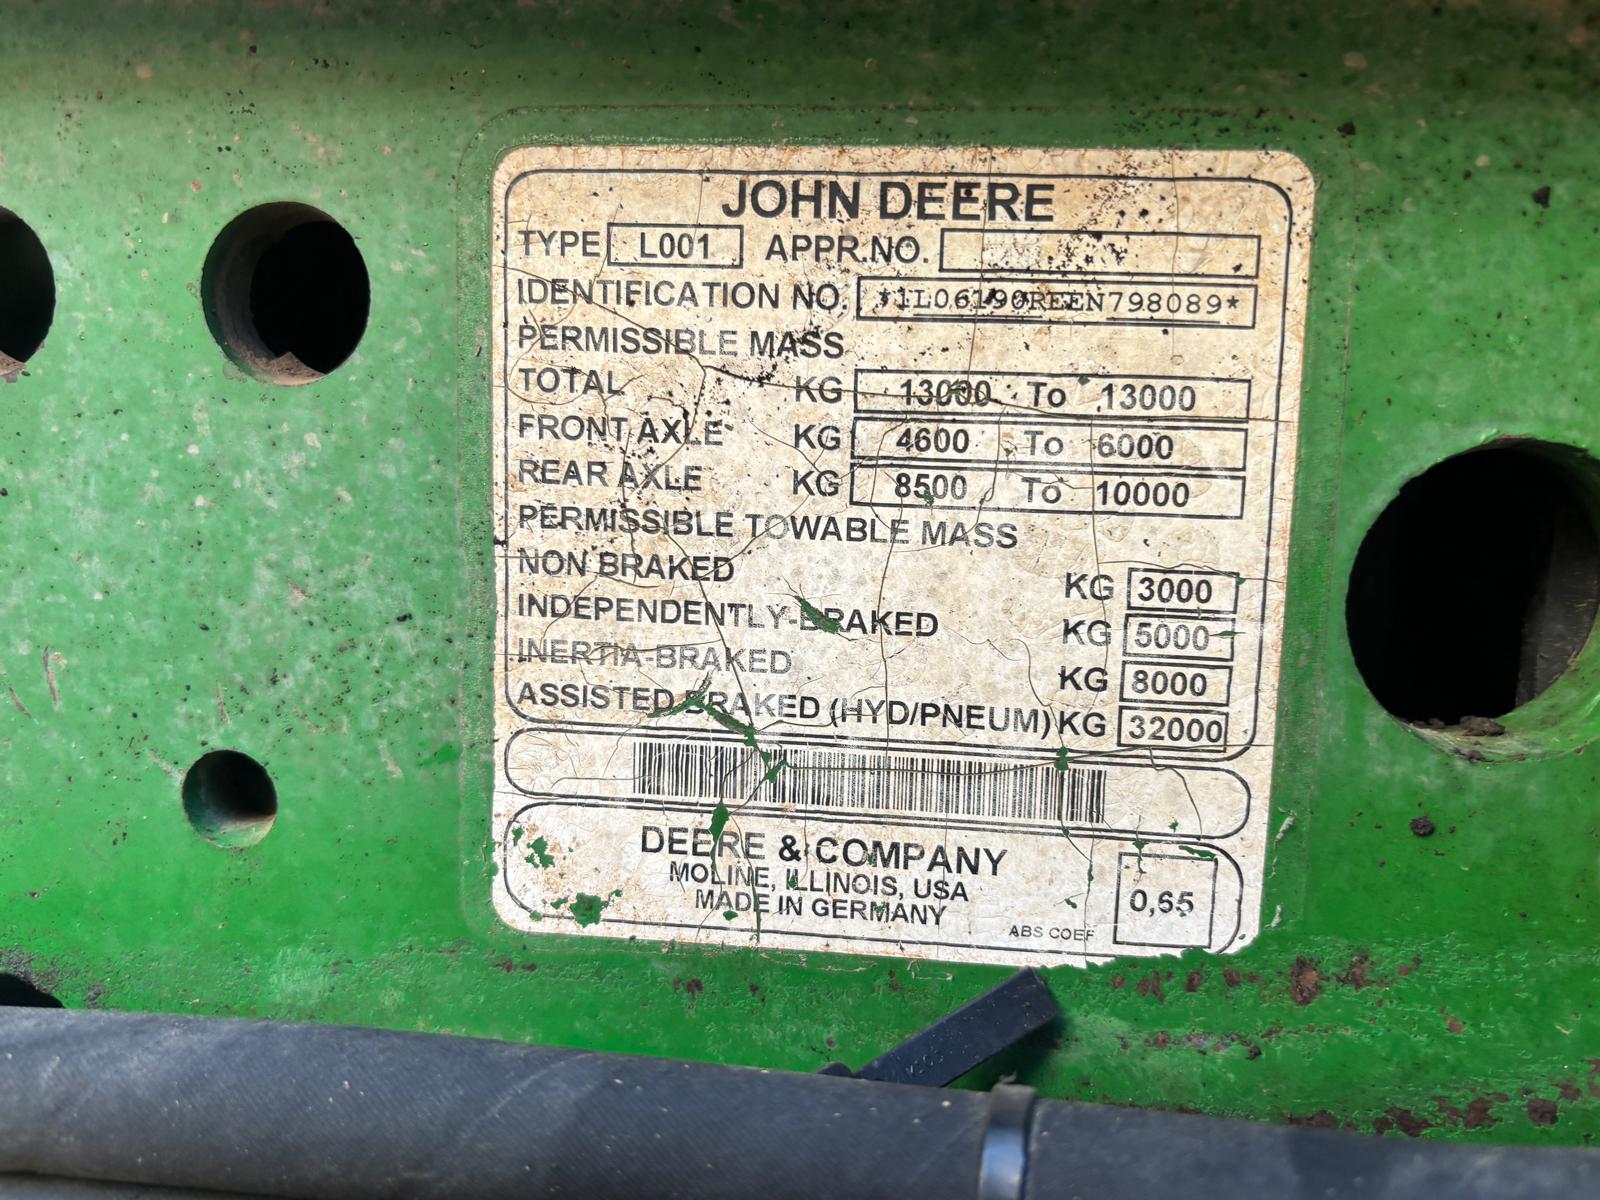 JOHN DEERE
TYPE L001 APPR.NO.
IDENTIFICATION NO. *1L06190REEN798089*
PERMISSIBLE MASS
TOTAL KG 13000 To 13000
FRONT AXLE KG 4600 To 6000
REAR AXLE KG 8500 To 10000
PERMISSIBLE TOWABLE MASS
NON BRAKED KG 3000
INDEPENDENTLY-BRAKED KG 5000
INERTIA-BRAKED KG 8000
ASSISTED BRAKED (HYD/PNEUM) KG 32000
DEERE & COMPANY
MOLINE, ILLINOIS, USA
MADE IN GERMANY
ABS COEF 0,65